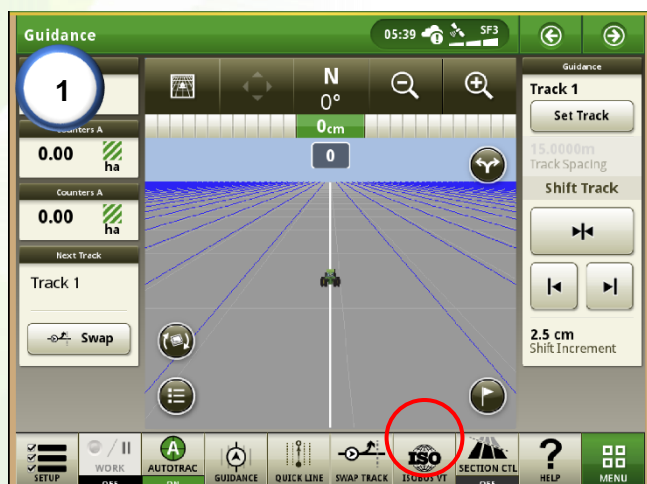 Guidance
05:39
SF3
1
Counters A
0.00
ha
Counters A
0.00
ha
Next Track
Track 1
Swap
N
0°
0cm
0
Guidance
Track 1
Set Track
15.0000m
Track Spacing
Shift Track
2.5 cm
Shift Increment
SETUP
WORK
OFF
A
AUTOTRAC
ON
GUIDANCE
QUICK LINE
SWAP TRACK
ISO
ISOBUS VT
SECTION CTL
OFF
?
HELP
MENU